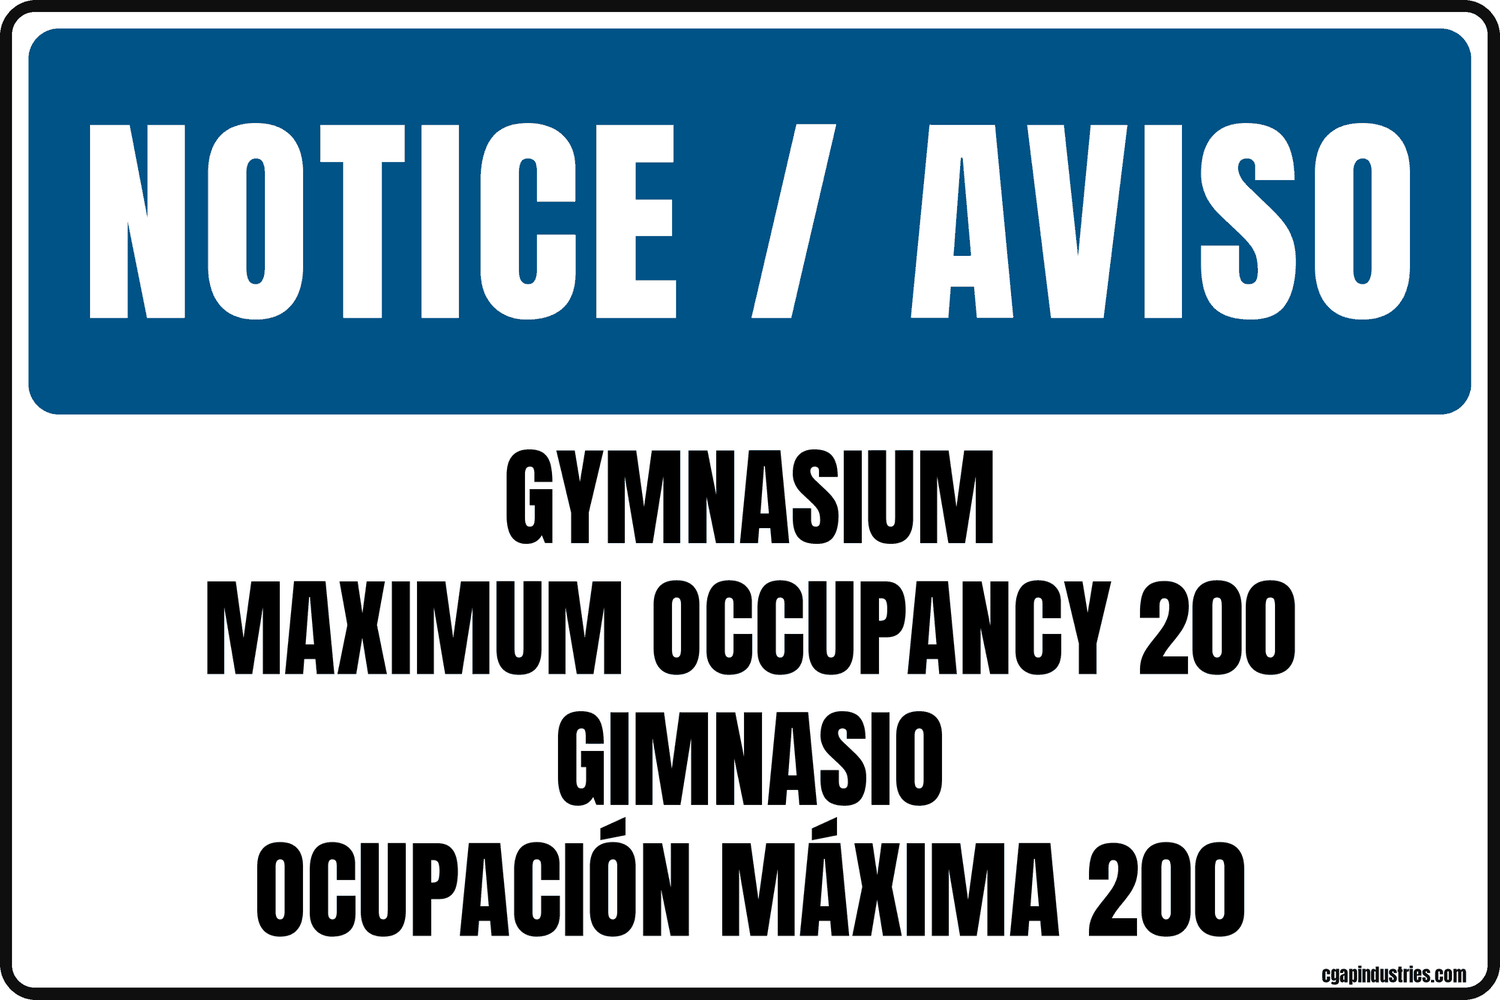 NOTICE / AVISO
GYMNASIUM
MAXIMUM OCCUPANCY 200
GIMNASIO
OCUPACIÓN MÁXIMA 200
cgapindustries.com